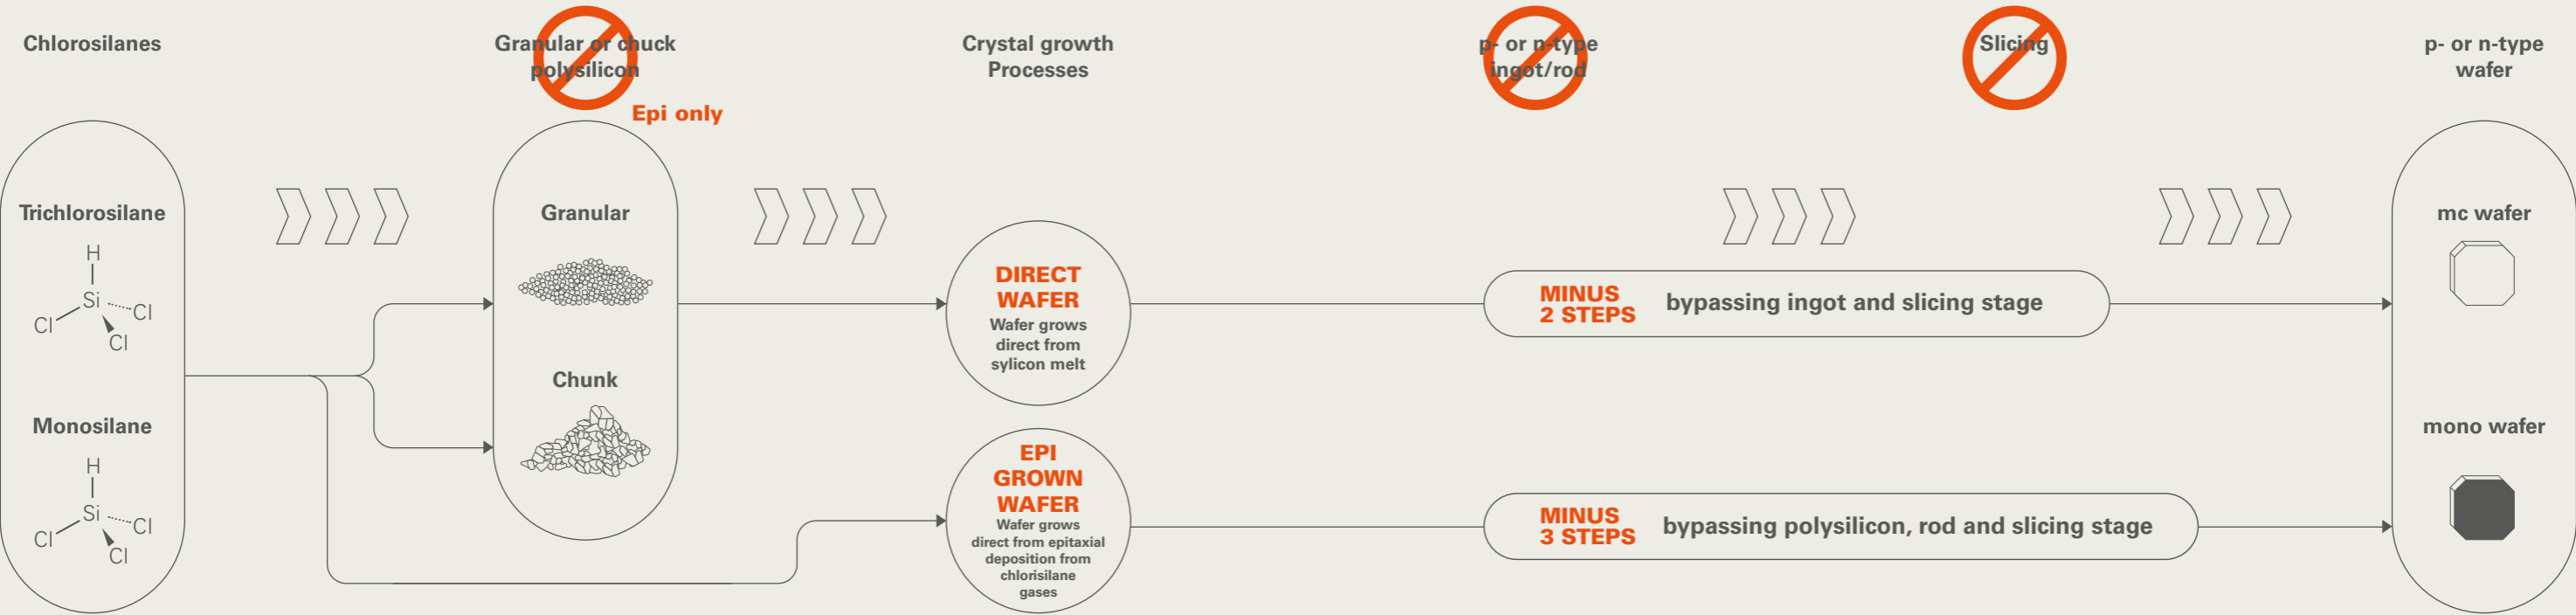 Chlorosilanes
Granular or chuck
polysilicon
Epi only
Crystal growth
Processes
p- or n-type
ingot/rod
Slicing
p- or n-type
wafer
Trichlorosilane
H
Si
Cl
Cl
Cl
Monosilane
H
Si
Cl
Cl
Cl
Granular
Chunk
DIRECT
WAFER
Wafer grows
direct from
sylicon melt
EPI
GROWN
WAFER
Wafer grows
direct from epitaxial
deposition from
chlorisilane
gases
MINUS
2 STEPS
bypassing ingot and slicing stage
MINUS
3 STEPS
bypassing polysilicon, rod and slicing stage
mc wafer
mono wafer